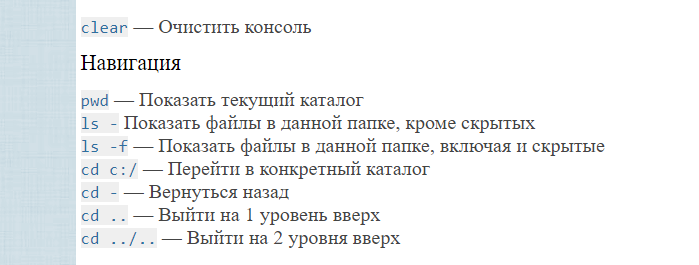 clear — Очистить консоль
Навигация
pwd — Показать текущий каталог
ls - Показать файлы в данной папке, кроме скрытых
ls -f — Показать файлы в данной папке, включая и скрытые
cd c:/ — Перейти в конкретный каталог
cd - — Вернуться назад
cd .. — Выйти на 1 уровень вверх
cd ../.. — Выйти на 2 уровня вверх